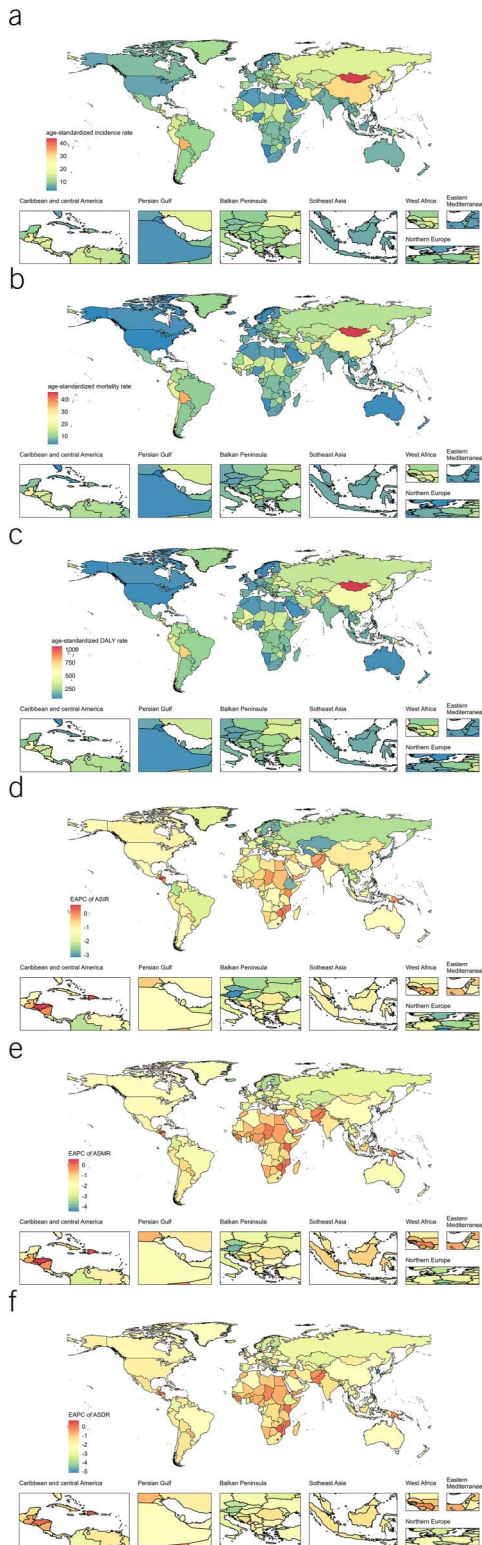 a
age-standardized incidence rate
40
30
20
10
Caribbean and central America
Persian Gulf
Balkan Peninsula
Sotheast Asia
West Africa
Eastern
Mediterranean
Northern Europe
b
age-standardized mortality rate
40
30
20
10
Caribbean and central America
Persian Gulf
Balkan Peninsula
Sotheast Asia
West Africa
Eastern
Mediterranean
Northern Europe
c
age-standardized DALY rate
1000
750
500
250
Caribbean and central America
Persian Gulf
Balkan Peninsula
Sotheast Asia
West Africa
Eastern
Mediterranean
Northern Europe
d
EAPC of ASIR
0
-1
-2
-3
Caribbean and central America
Persian Gulf
Balkan Peninsula
Sotheast Asia
West Africa
Eastern
Mediterranean
Northern Europe
e
EAPC of ASMR
0
-1
-2
-3
-4
Caribbean and central America
Persian Gulf
Balkan Peninsula
Sotheast Asia
West Africa
Eastern
Mediterranean
Northern Europe
f
EAPC of ASDR
0
-1
-2
-3
-4
-5
Caribbean and central America
Persian Gulf
Balkan Peninsula
Sotheast Asia
West Africa
Eastern
Mediterranean
Northern Europe